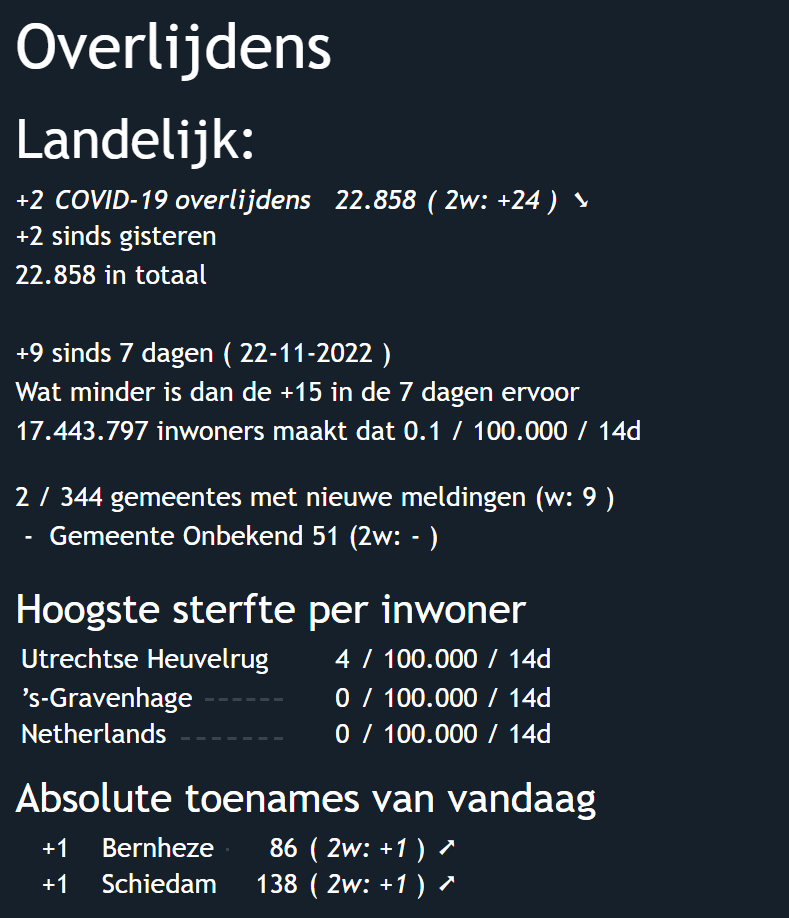 Overlijdens
Landelijk:
+2 COVID-19 overlijdens 22.858 ( 2w: +24 ) ➘
+2 sinds gisteren
22.858 in totaal
+9 sinds 7 dagen ( 22-11-2022 )
Wat minder is dan de +15 in de 7 dagen ervoor
17.443.797 inwoners maakt dat 0.1 / 100.000 / 14d
2 / 344 gemeentes met nieuwe meldingen (w: 9 )
- Gemeente Onbekend 51 (2w: - )
Hoogste sterfte per inwoner
Utrechtse Heuvelrug 4 / 100.000 / 14d
’s-Gravenhage ------ 0 / 100.000 / 14d
Netherlands ------- 0 / 100.000 / 14d
Absolute toenames van vandaag
+1 Bernheze · 86 ( 2w: +1 ) ➚
+1 Schiedam 138 ( 2w: +1 ) ➚